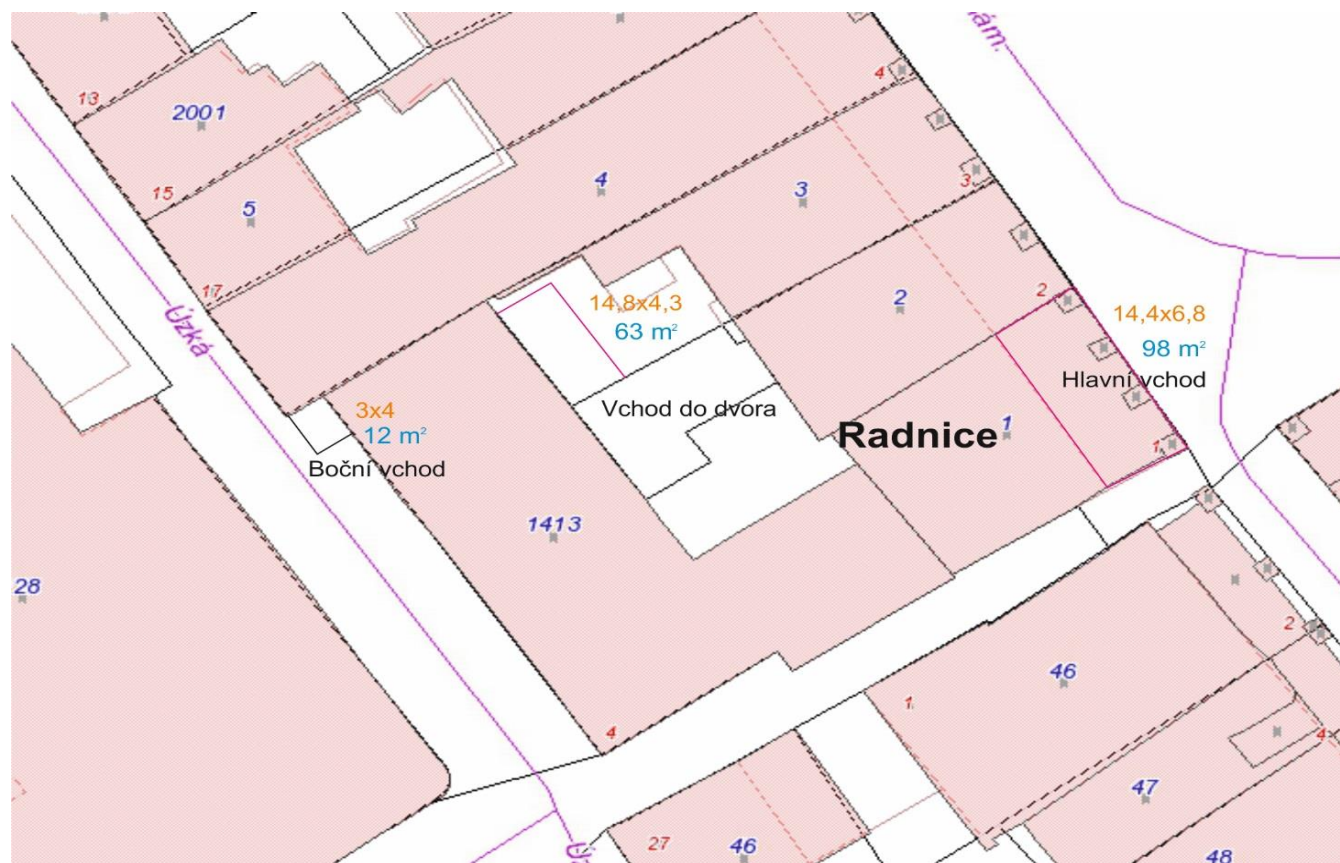 nám.
4
13
2001
15
5
4
3
3
17
Úzká
2
2
14,8x4,3
63 m²
14,4x6,8
98 m²
Hlavní vchod
3x4
12 m²
Boční vchod
Vchod do dvora
Radnice
1
1
1413
28
2
46
1
4
4
47
27
46
48